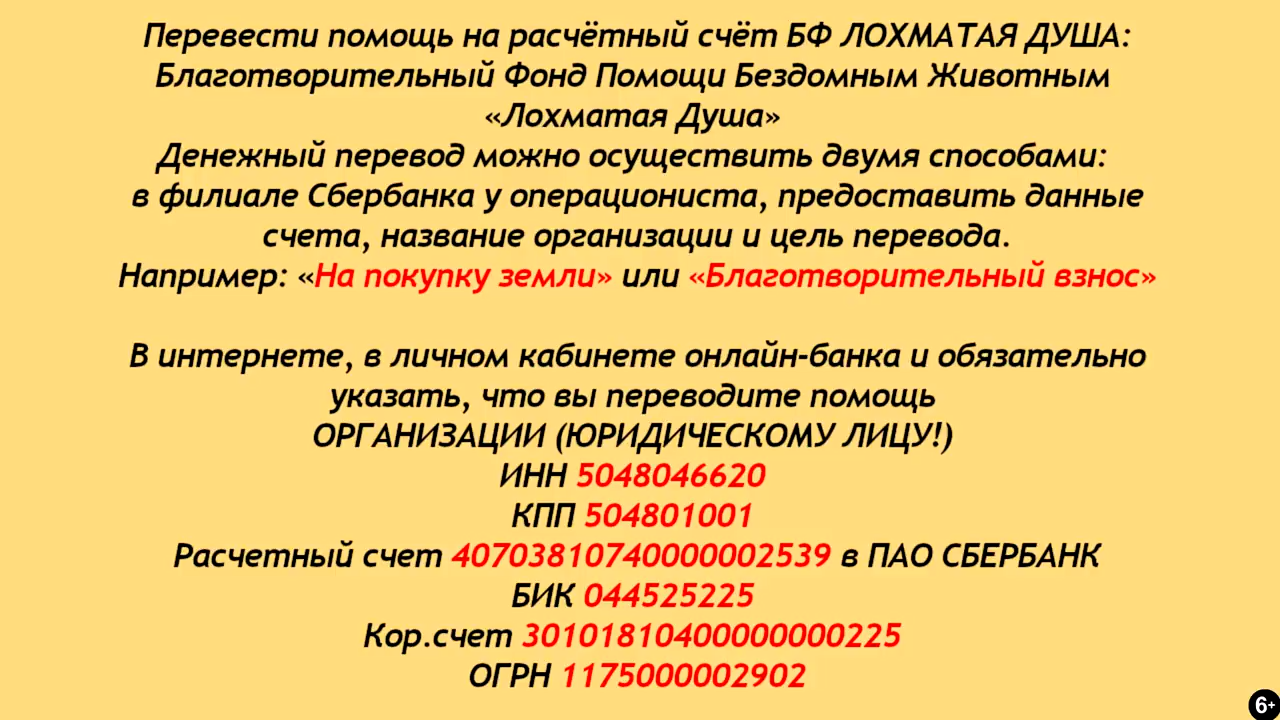 Перевести помощь на расчётный счёт БФ ЛОХМАТАЯ ДУША:
Благотворительный Фонд Помощи Бездомным Животным
«Лохматая Душа»
Денежный перевод можно осуществить двумя способами:
в филиале Сбербанка у операциониста, предоставить данные
счета, название организации и цель перевода.
Например: «На покупку земли» или «Благотворительный взнос»
В интернете, в личном кабинете онлайн-банка и обязательно
указать, что вы переводите помощь
ОРГАНИЗАЦИИ (ЮРИДИЧЕСКОМУ ЛИЦУ!)
ИНН 5048046620
КПП 504801001
Расчетный счет 40703810740000002539 в ПАО СБЕРБАНК
БИК 044525225
Кор.счет 30101810400000000225
ОГРН 1175000002902
6+